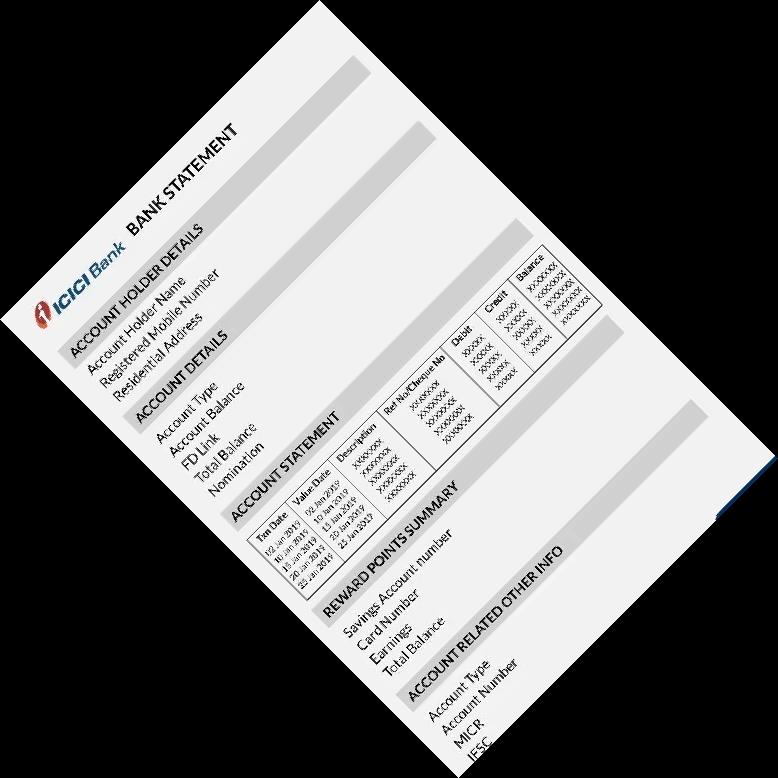 ICICI Bank BANK STATEMENT
ACCOUNT HOLDER DETAILS
Account Holder Name
Registered Mobile Number
Residential Address
ACCOUNT DETAILS
Account Type
Account Balance
FD Link
Total Balance
Nomination
ACCOUNT STATEMENT
Txn Date Value Date Description Ref No/Cheque No Debit Credit Balance
02 Jan 2019 02 Jan 2019 XXXXXXX XXXXXXX XXXXX XXXXX XXXXXXX
10 Jan 2019 10 Jan 2019 XXXXXXX XXXXXXX XXXXX XXXXX XXXXXXX
15 Jan 2019 15 Jan 2019 XXXXXXX XXXXXXX XXXXX XXXXX XXXXXXX
20 Jan 2019 20 Jan 2019 XXXXXXX XXXXXXX XXXXX XXXXX XXXXXXX
25 Jan 2019 25 Jan 2019 XXXXXXX XXXXXXX XXXXX XXXXX XXXXXXX
REWARD POINTS SUMMARY
Savings Account number
Card Number
Earnings
Total Balance
ACCOUNT RELATED OTHER INFO
Account Type
Account Number
MICR
IFSC